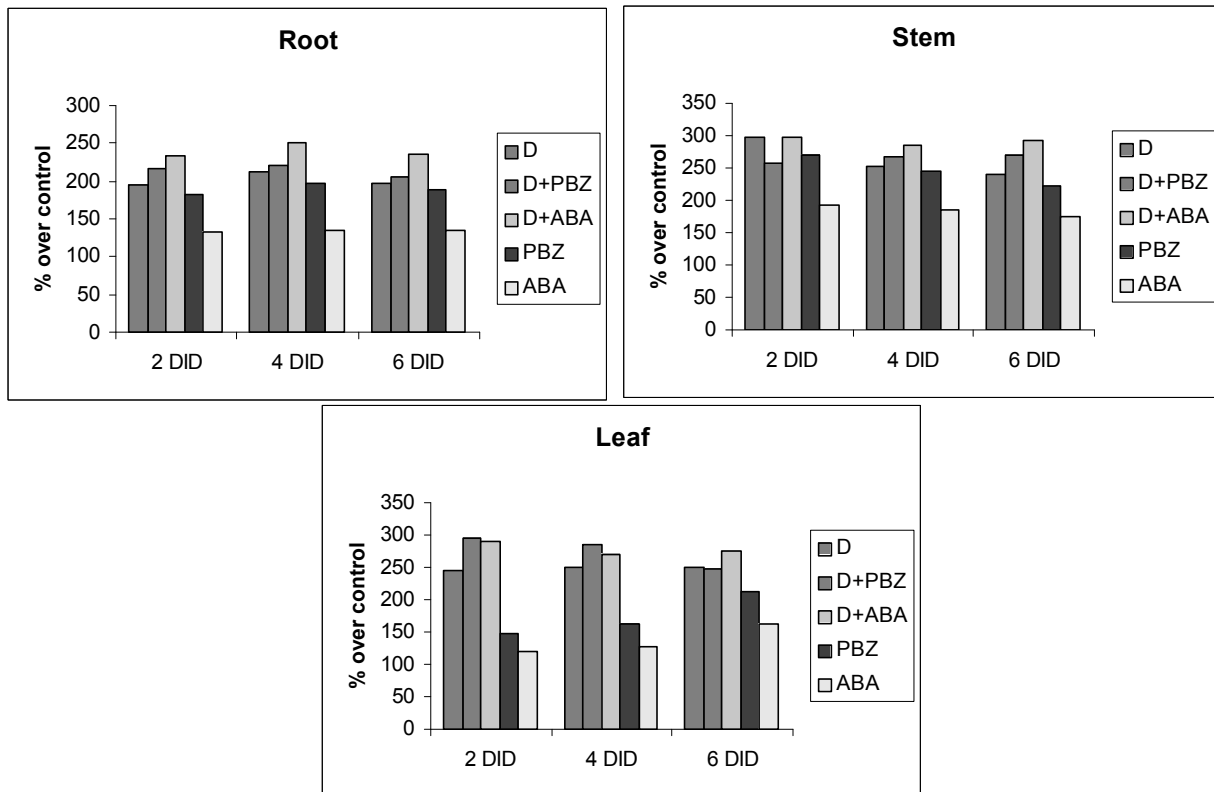 Root
% over control
300
250
200
150
100
50
0
2 DID 4 DID 6 DID
D
D+PBZ
D+ABA
PBZ
ABA
Stem
% over control
350
300
250
200
150
100
50
0
2 DID 4 DID 6 DID
D
D+PBZ
D+ABA
PBZ
ABA
Leaf
% over control
350
300
250
200
150
100
50
0
2 DID 4 DID 6 DID
D
D+PBZ
D+ABA
PBZ
ABA